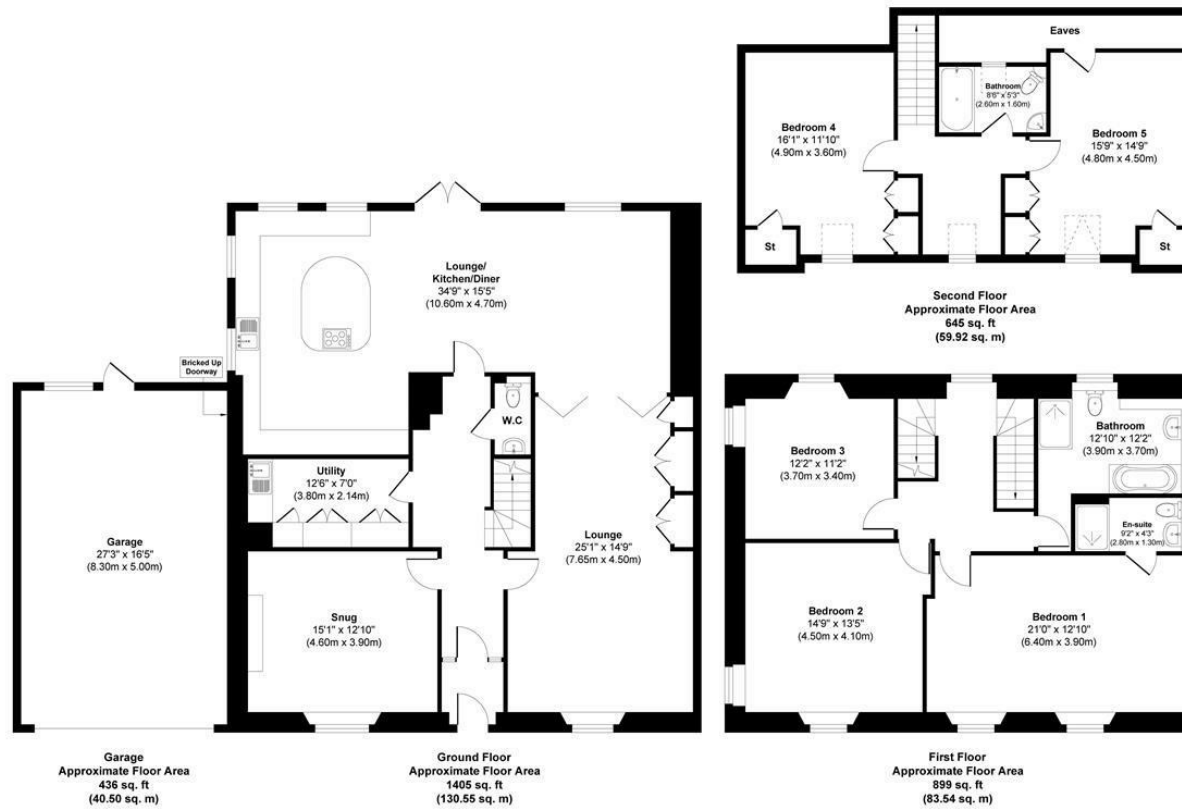 Eaves
Bathroom
8'6" x 5'3"
(2.60m x 1.60m)
Bedroom 4
16'1" x 11'10"
(4.90m x 3.60m)
Bedroom 5
15'9" x 14'9"
(4.80m x 4.50m)
St
St
Second Floor
Approximate Floor Area
645 sq. ft
(59.92 sq. m)
Lounge/
Kitchen/Diner
34'9" x 15'5"
(10.60m x 4.70m)
Bricked Up
Doorway
W.C
Utility
12'6" x 7'0"
(3.80m x 2.14m)
Garage
27'3" x 16'5"
(8.30m x 5.00m)
Lounge
25'1" x 14'9"
(7.65m x 4.50m)
Snug
15'1" x 12'10"
(4.60m x 3.90m)
Bathroom
12'10" x 12'2"
(3.90m x 3.70m)
Bedroom 3
12'2" x 11'2"
(3.70m x 3.40m)
En-suite
9'2" x 4'3"
(2.80m x 1.30m)
Bedroom 2
14'9" x 13'5"
(4.50m x 4.10m)
Bedroom 1
21'0" x 12'10"
(6.40m x 3.90m)
Garage
Approximate Floor Area
436 sq. ft
(40.50 sq. m)
Ground Floor
Approximate Floor Area
1405 sq. ft
(130.55 sq. m)
First Floor
Approximate Floor Area
899 sq. ft
(83.54 sq. m)